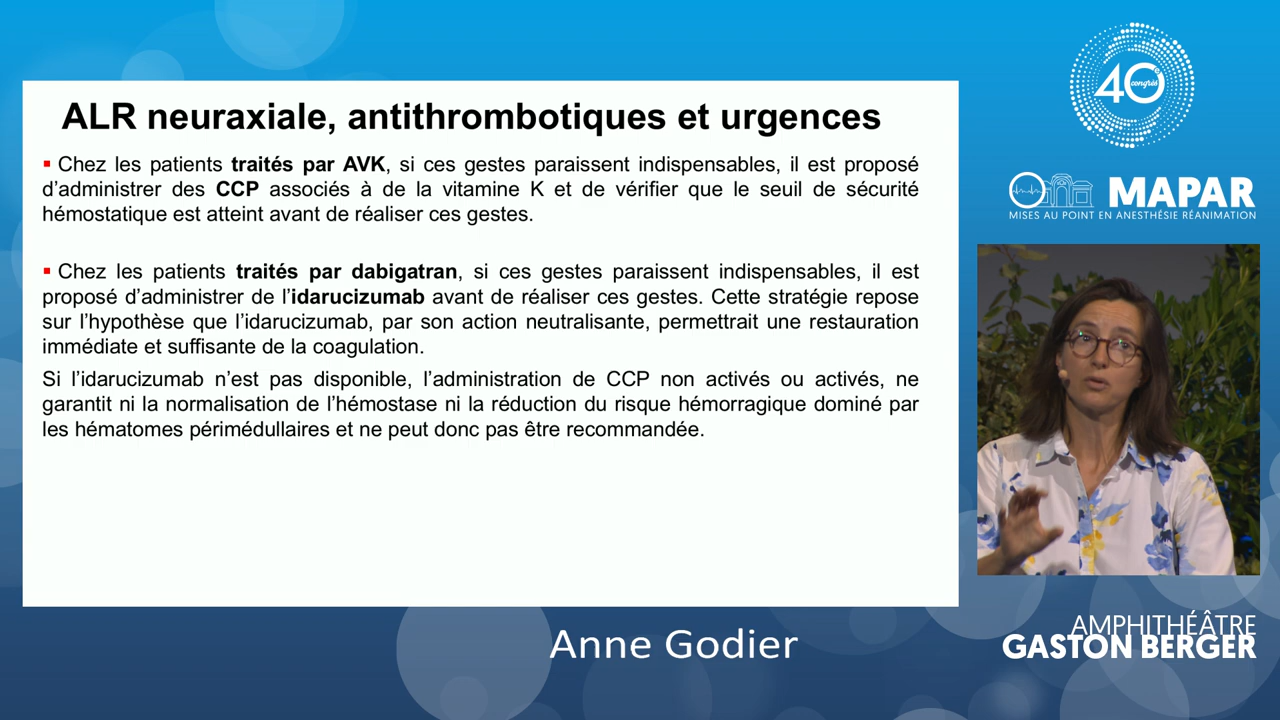 ALR neuraxiale, antithrombotiques et urgences
▪ Chez les patients traités par AVK, si ces gestes paraissent indispensables, il est proposé
d’administrer des CCP associés à de la vitamine K et de vérifier que le seuil de sécurité
hémostatique est atteint avant de réaliser ces gestes.
▪ Chez les patients traités par dabigatran, si ces gestes paraissent indispensables, il est
proposé d’administrer de l’idarucizumab avant de réaliser ces gestes. Cette stratégie repose
sur l’hypothèse que l’idarucizumab, par son action neutralisante, permettrait une restauration
immédiate et suffisante de la coagulation.
Si l’idarucizumab n’est pas disponible, l’administration de CCP non activés ou activés, ne
garantit ni la normalisation de l’hémostase ni la réduction du risque hémorragique dominé par
les hématomes périmédullaires et ne peut donc pas être recommandée.
40e
congrès
MAPAR
MISES AU POINT EN ANESTHÉSIE RÉANIMATION
Anne Godier
AMPHITHÉÂTRE
GASTON BERGER